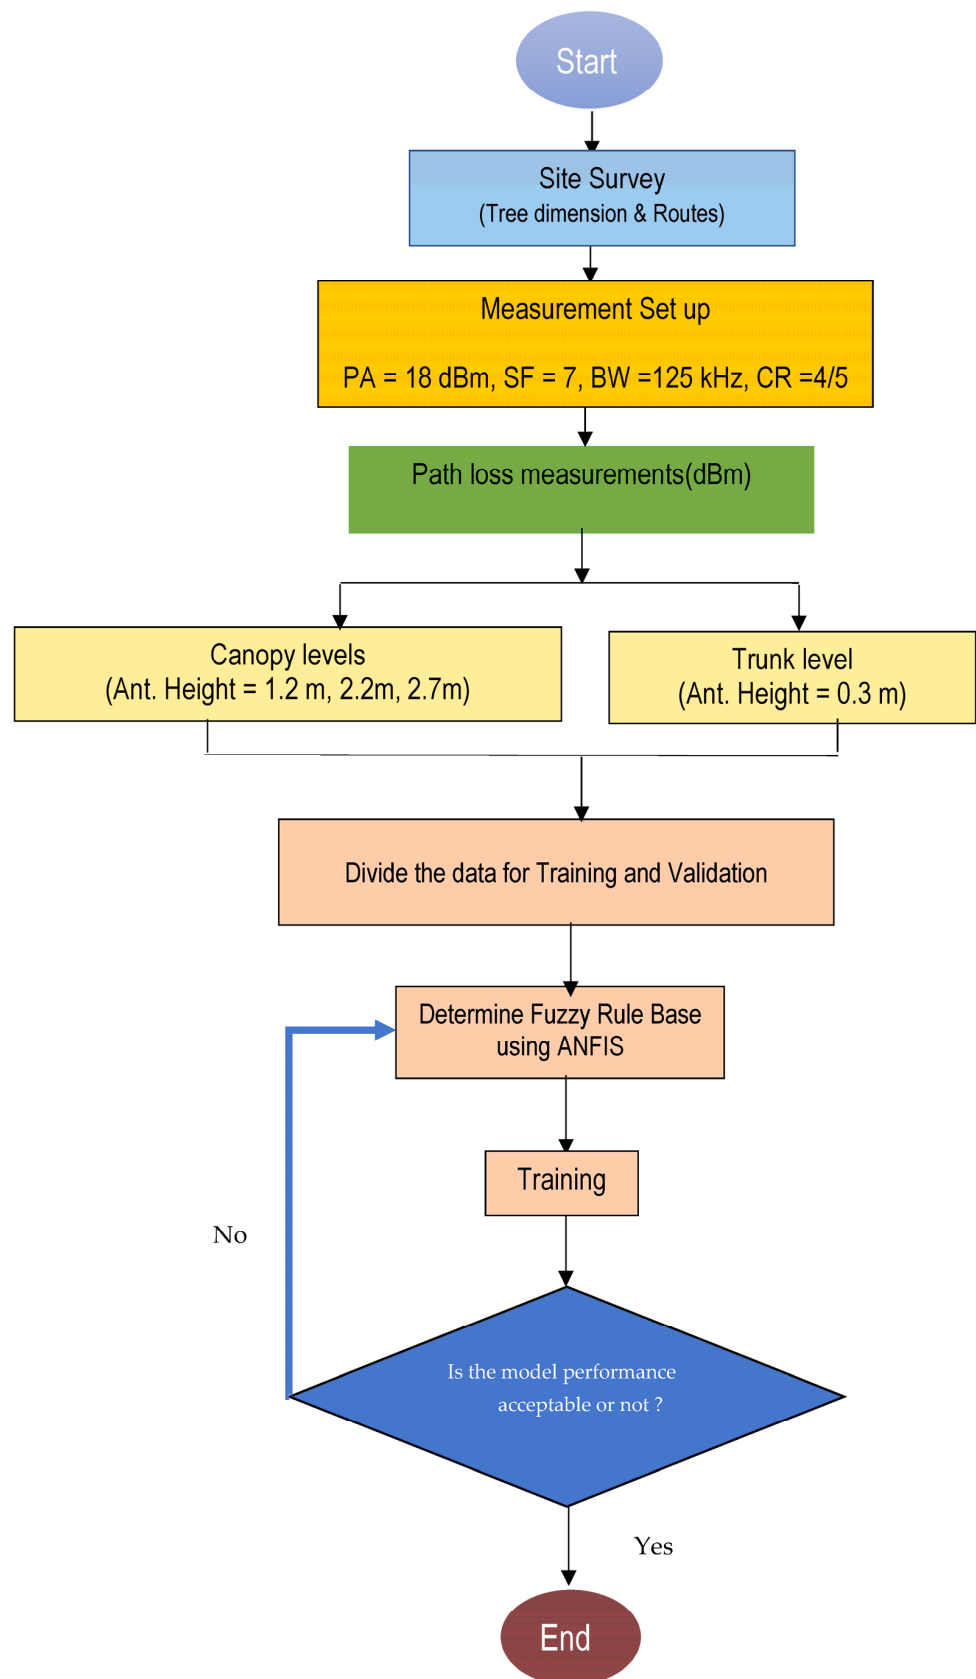 Start
Site Survey
(Tree dimension & Routes)
Measurement Set up
PA = 18 dBm, SF = 7, BW =125 kHz, CR =4/5
Path loss measurements(dBm)
Canopy levels
(Ant. Height = 1.2 m, 2.2m, 2.7m)
Trunk level
(Ant. Height = 0.3 m)
Divide the data for Training and Validation
Determine Fuzzy Rule Base
using ANFIS
Training
No
Is the model performance
acceptable or not ?
Yes
End